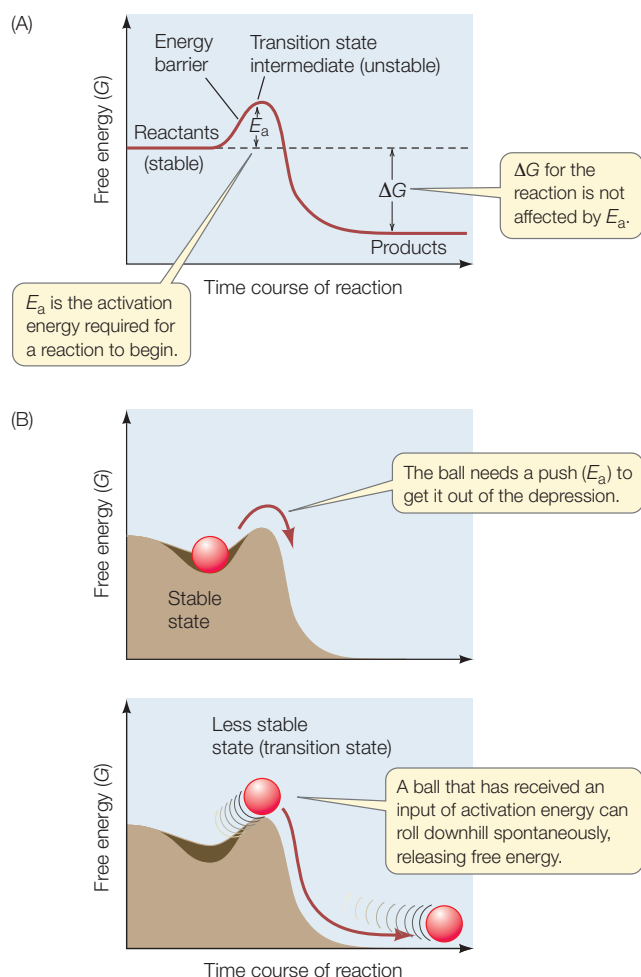 (A)
Energy
barrier
Transition state
intermediate (unstable)
Free energy (G)
Reactants
(stable)
Ea
ΔG
Products
ΔG for the
reaction is not
affected by Ea.
Time course of reaction
Ea is the activation
energy required for
a reaction to begin.
(B)
Free energy (G)
The ball needs a push (Ea) to
get it out of the depression.
Stable
state
Free energy (G)
Less stable
state (transition state)
A ball that has received an
input of activation energy can
roll downhill spontaneously,
releasing free energy.
Time course of reaction